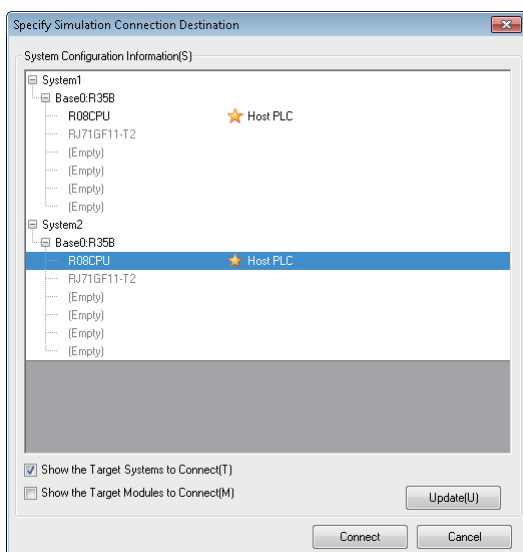 Specify Simulation Connection Destination
System Configuration Information(S)
System1
Base0:R35B
R08CPU Host PLC
RJ71GF11-T2
(Empty)
(Empty)
(Empty)
(Empty)
System2
Base0:R35B
R08CPU Host PLC
RJ71GF11-T2
(Empty)
(Empty)
(Empty)
(Empty)
Show the Target Systems to Connect(T)
Show the Target Modules to Connect(M)
Update(U)
Connect Cancel